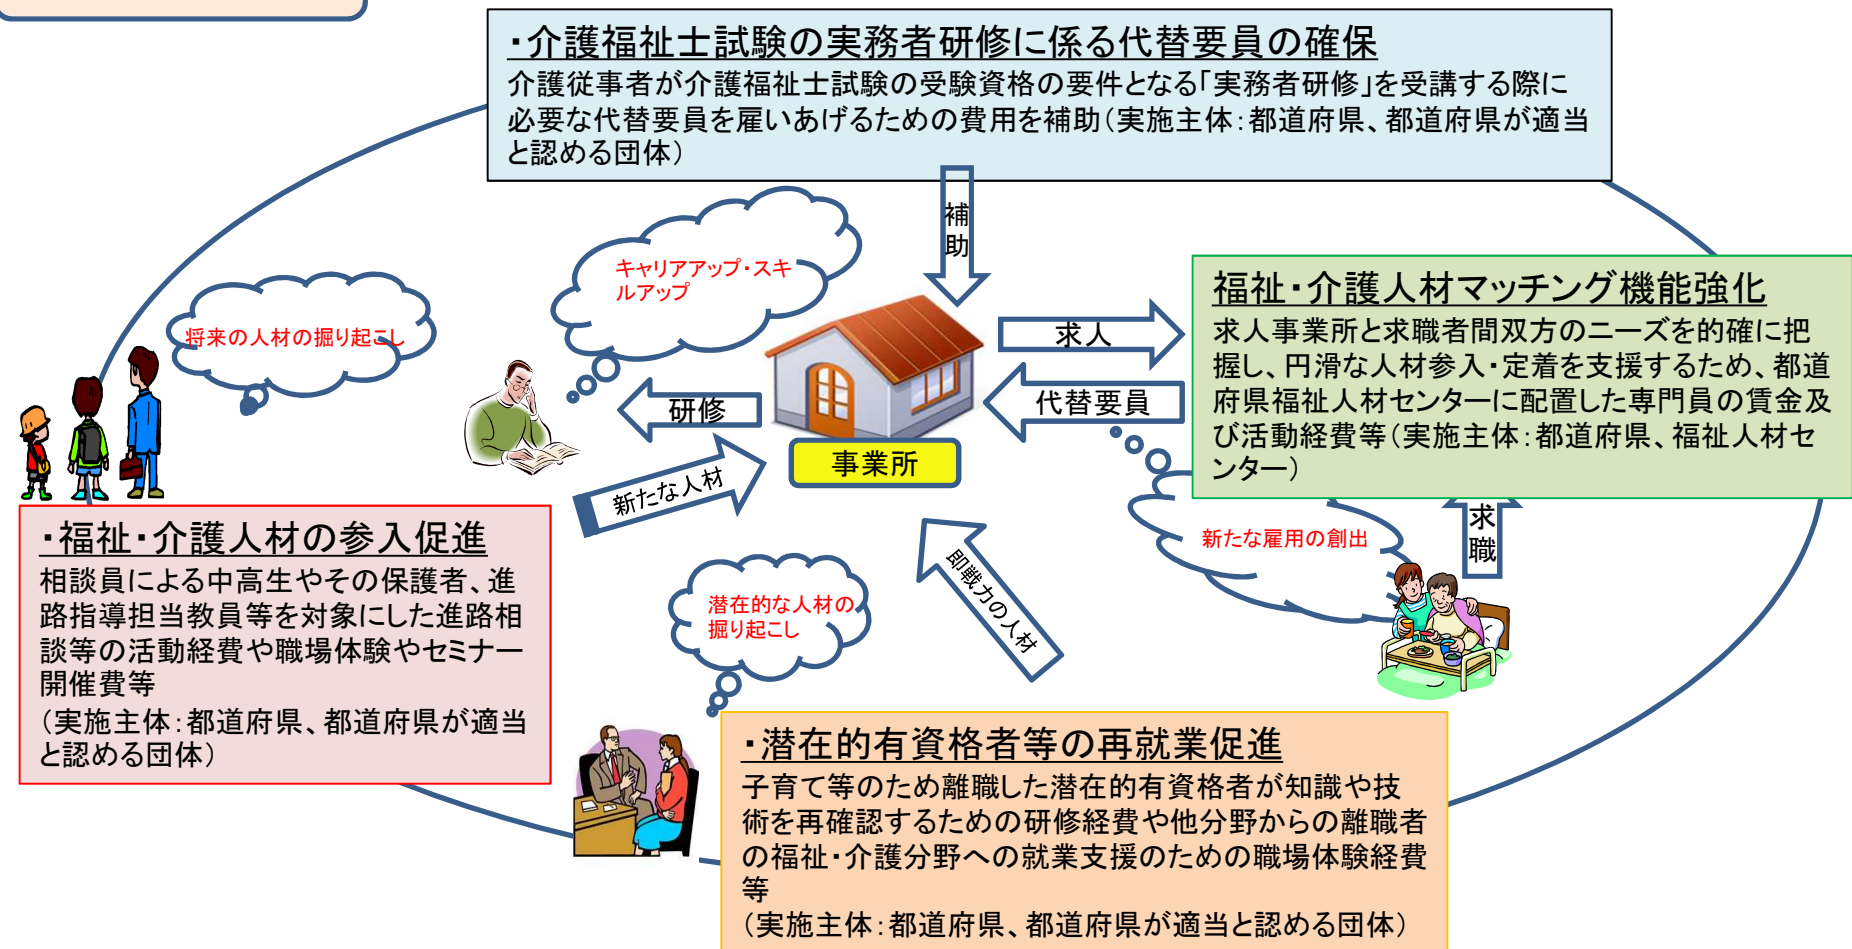 ・介護福祉士試験の実務者研修に係る代替要員の確保
介護従事者が介護福祉士試験の受験資格の要件となる「実務者研修」を受講する際に
必要な代替要員を雇いあげるための費用を補助（実施主体：都道府県、都道府県が適当
と認める団体）
補
助
キャリアアップ・スキ
ルアップ
将来の人材の掘り起こし
福祉・介護人材マッチング機能強化
求人事業所と求職者間双方のニーズを的確に把
握し、円滑な人材参入・定着を支援するため、都道
府県福祉人材センターに配置した専門員の賃金及
び活動経費等（実施主体：都道府県、福祉人材セ
ンター）
求人
代替要員
研修
事業所
新たな人材
・福祉・介護人材の参入促進
相談員による中高生やその保護者、進
路指導担当教員等を対象にした進路相
談等の活動経費や職場体験やセミナー
開催費等
（実施主体：都道府県、都道府県が適当
と認める団体）
新たな雇用の創出
求
職
即戦力の人材
潜在的な人材の
掘り起こし
・潜在的有資格者等の再就業促進
子育て等のため離職した潜在的有資格者が知識や技
術を再確認するための研修経費や他分野からの離職者
の福祉・介護分野への就業支援のための職場体験経費
等
（実施主体：都道府県、都道府県が適当と認める団体）